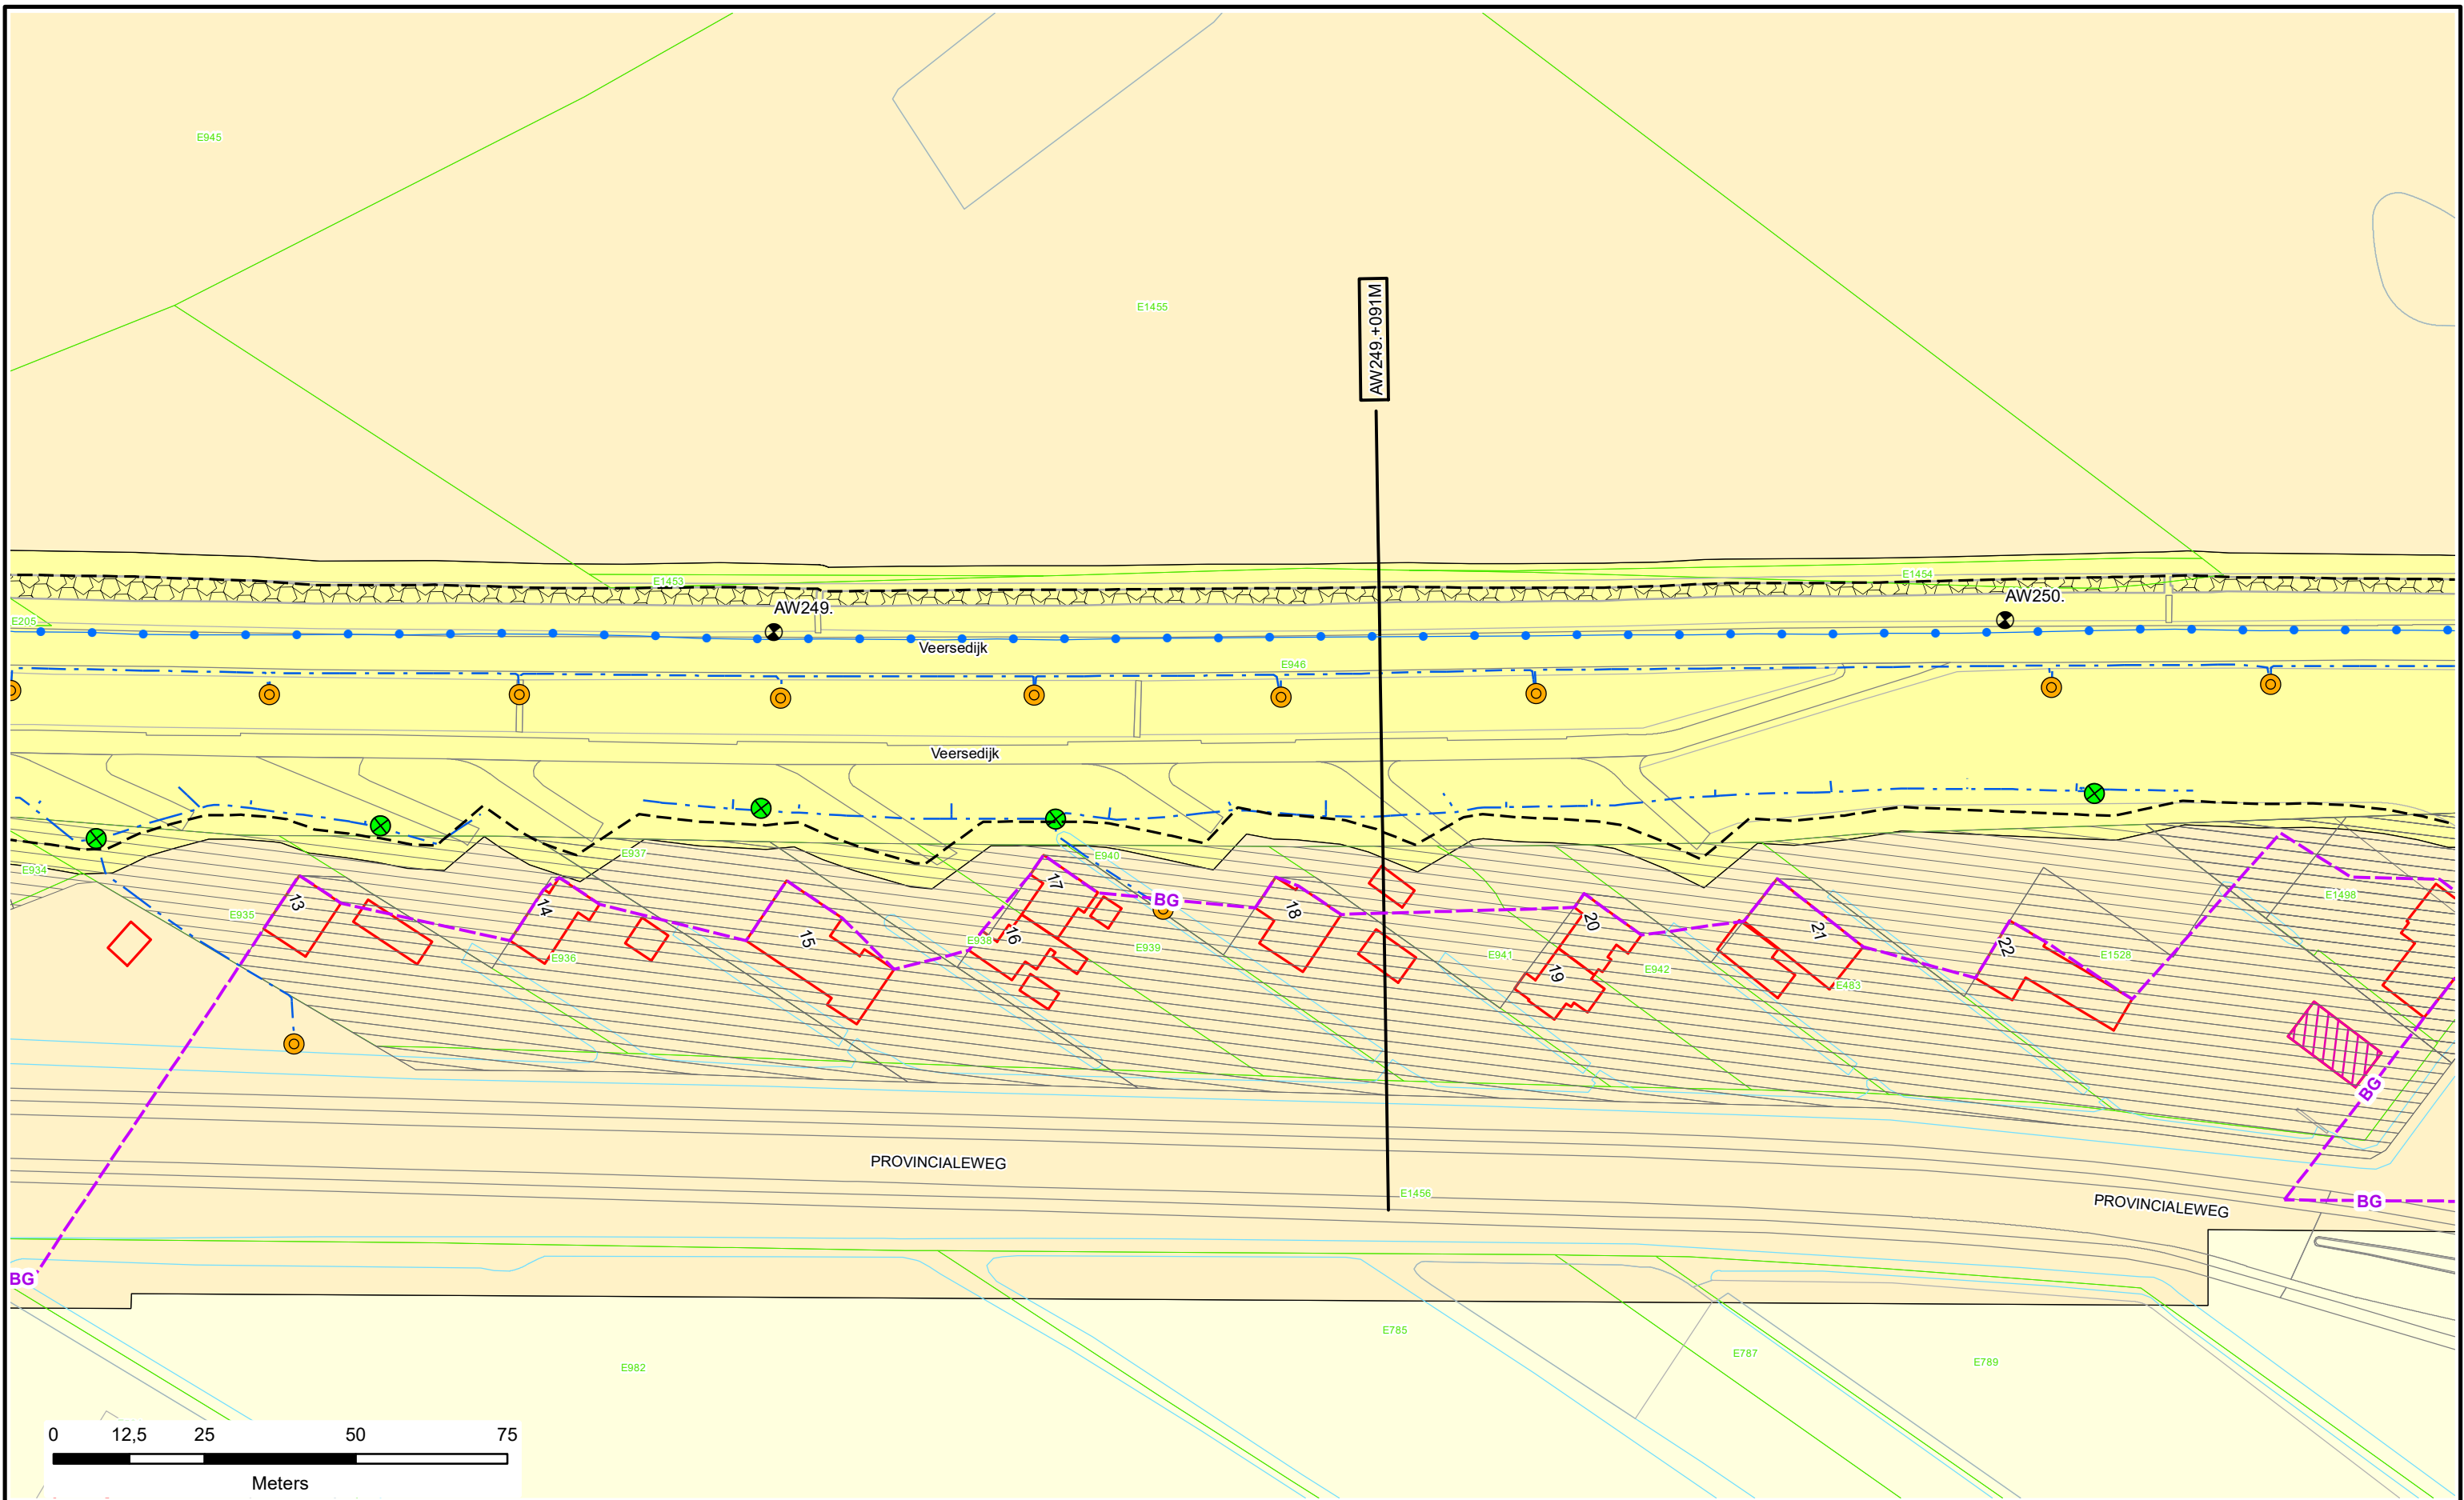 E945
E1455
AW249.+091M
E1453
E1454
AW249.
AW250.
E205
Veersedijk
E946
Veersedijk
E934
E937
E940
E935
13
14
15
E936
E938
17
16
BG
E939
18
20
19
E941
E942
21
E483
22
E1528
E1498
BG
PROVINCIALEWEG
E1456
PROVINCIALEWEG
BG
BG
E982
E785
E787
E789
0 12,5 25 50 75
Meters